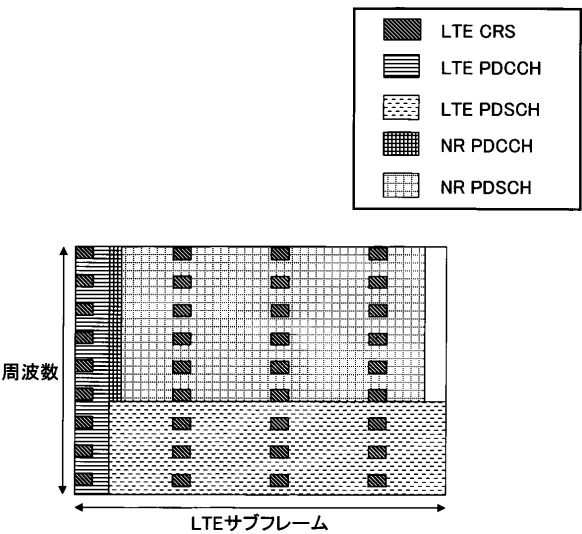 LTE CRS
LTE PDCCH
LTE PDSCH
NR PDCCH
NR PDSCH
周波数
LTEサブフレーム